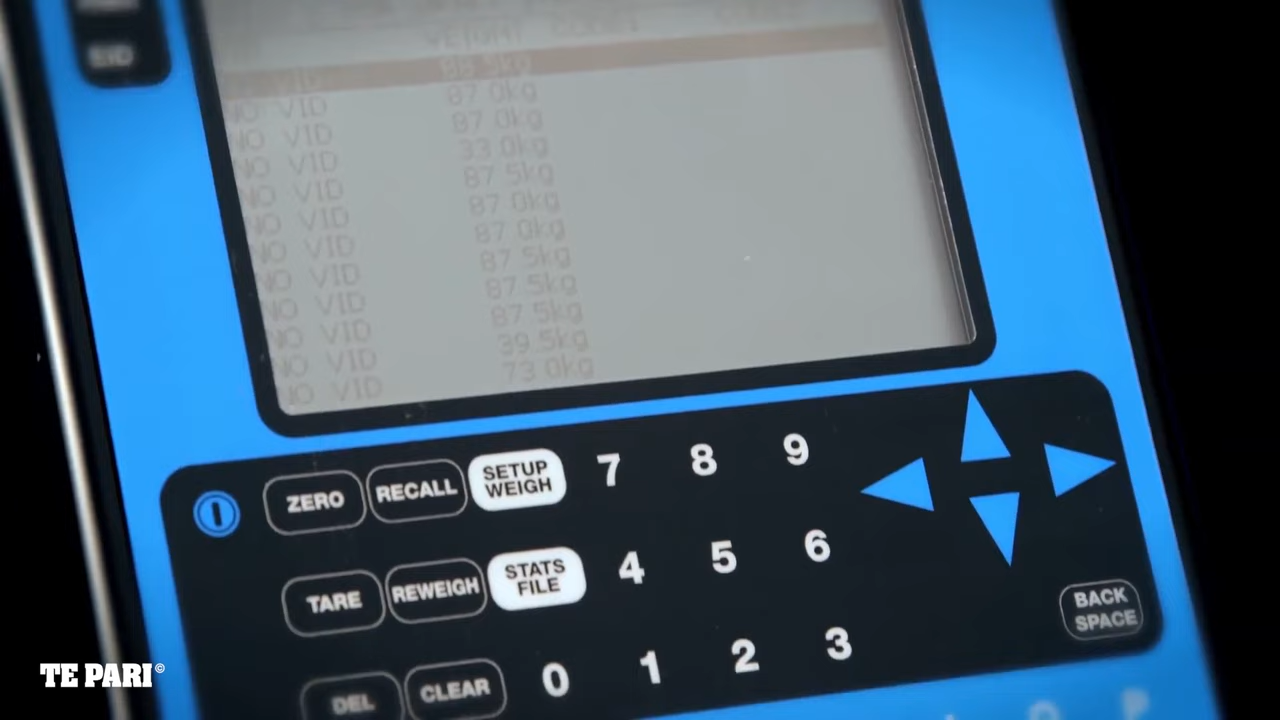 EID
WEIGHT
VID 86.5kg
NO VID 87.0kg
NO VID 87.0kg
NO VID 33.0kg
NO VID 87.5kg
NO VID 87.0kg
NO VID 87.0kg
NO VID 87.5kg
NO VID 87.5kg
NO VID 87.5kg
NO VID 39.5kg
NO VID 73.0kg
ZERO RECALL SETUP WEIGH 7 8 9
TARE REWEIGH STATS FILE 4 5 6
BACK SPACE
DEL CLEAR 0 1 2 3
O P
TE PARI©